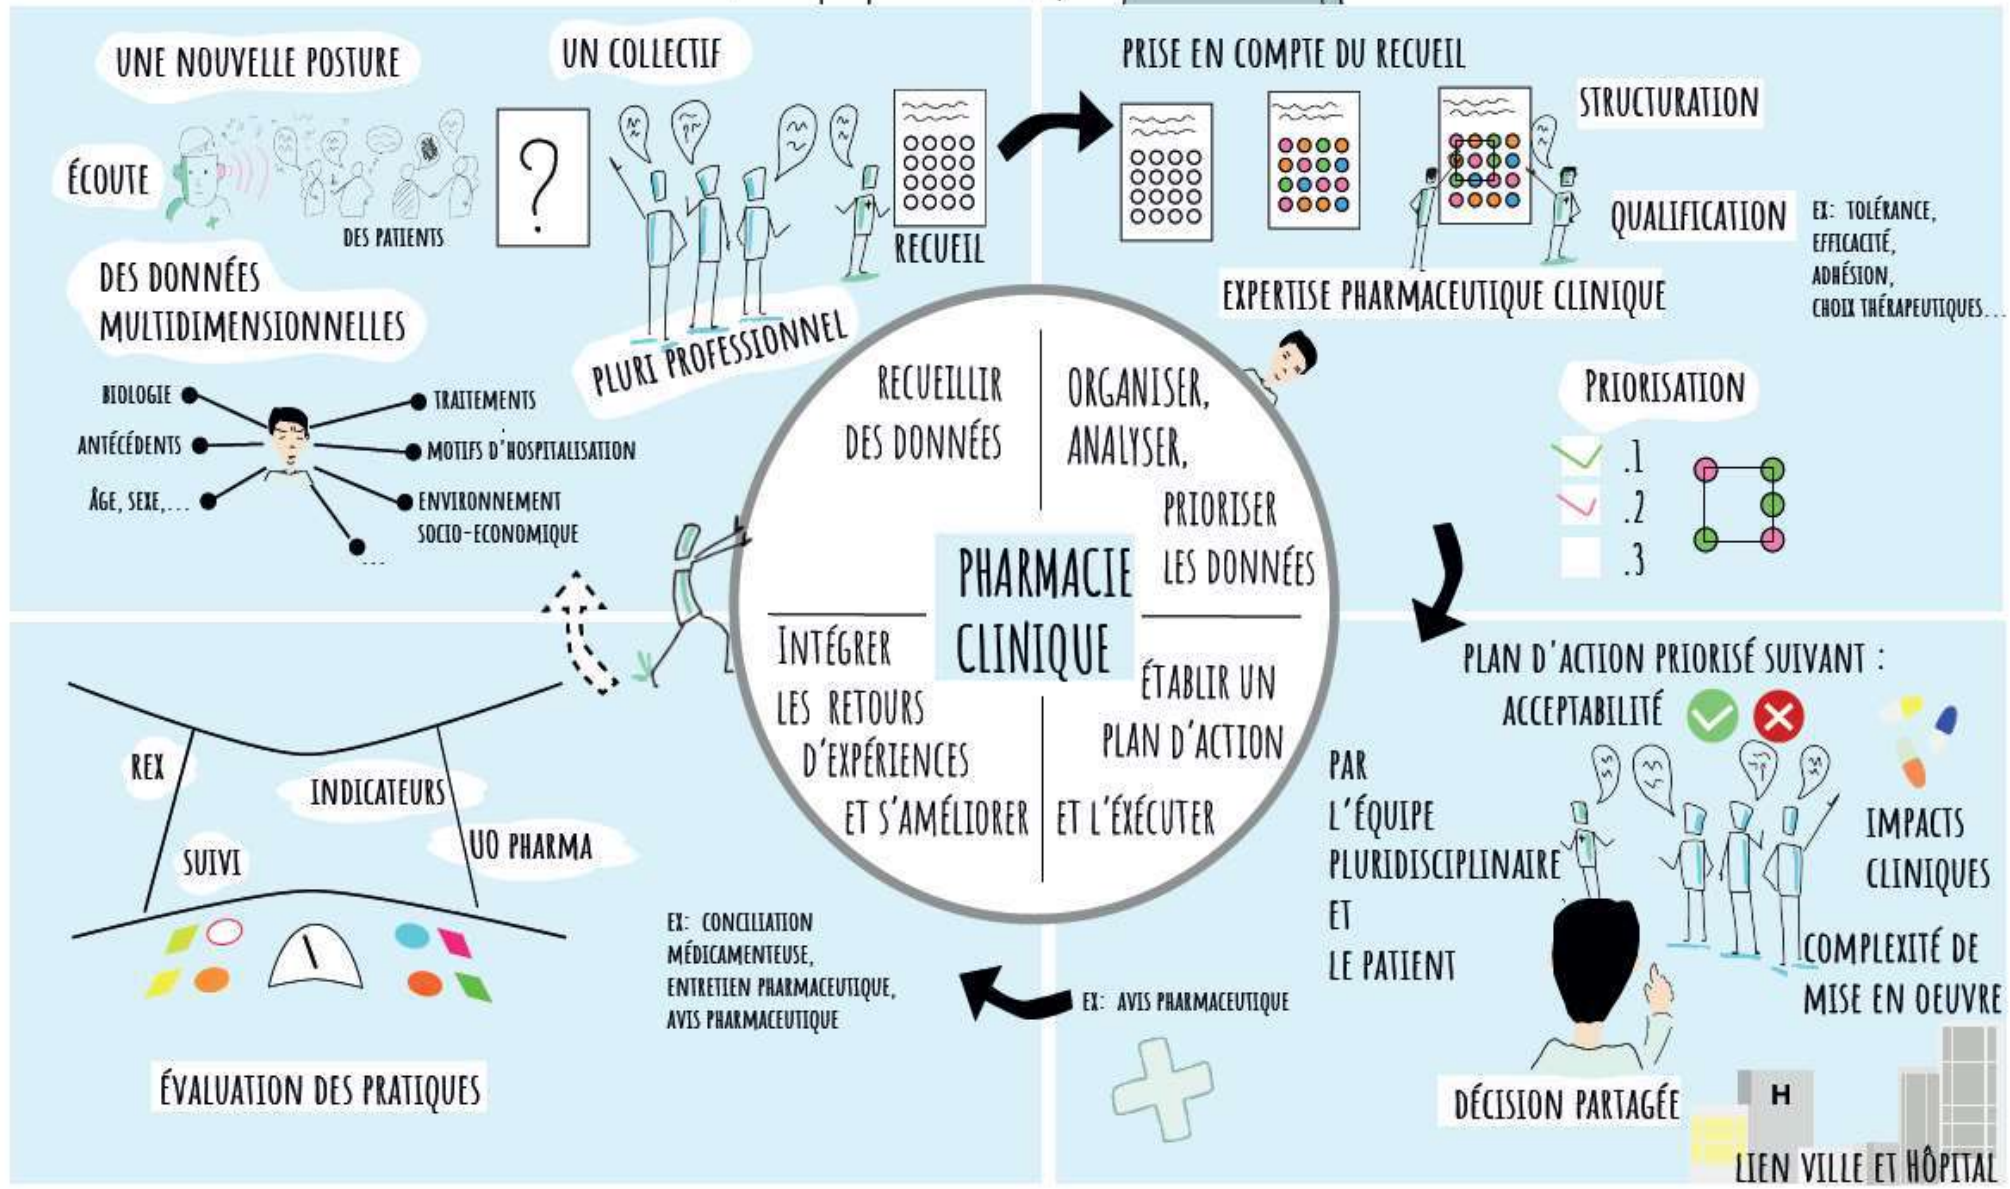 UNE NOUVELLE POSTURE
UN COLLECTIF
ÉCOUTE
DES PATIENTS
?
RECUEIL
DES DONNÉES
MULTIDIMENSIONNELLES
PLURI PROFESSIONNEL
BIOLOGIE
TRAITEMENTS
ANTÉCÉDENTS
MOTIFS D'HOSPITALISATION
ÂGE, SEXE,...
ENVIRONNEMENT
SOCIO-ECONOMIQUE
...
PRISE EN COMPTE DU RECUEIL
STRUCTURATION
QUALIFICATION
EX: TOLÉRANCE,
EFFICACITÉ,
ADHÉSION,
CHOIX THÉRAPEUTIQUES...
EXPERTISE PHARMACEUTIQUE CLINIQUE
PRIORISATION
.1
.2
.3
RECUEILLIR
DES DONNÉES
ORGANISER,
ANALYSER,
PRIORISER
LES DONNÉES
PHARMACIE
CLINIQUE
INTÉGRER
LES RETOURS
D'EXPÉRIENCES
ET S'AMÉLIORER
ÉTABLIR UN
PLAN D'ACTION
ET L'ÉXÉCUTER
PLAN D'ACTION PRIORISÉ SUIVANT :
ACCEPTABILITÉ
PAR
L'ÉQUIPE
PLURIDISCIPLINAIRE
ET
LE PATIENT
IMPACTS
CLINIQUES
COMPLEXITÉ DE
MISE EN OEUVRE
EX: AVIS PHARMACEUTIQUE
DÉCISION PARTAGÉE
H
LIEN VILLE ET HÔPITAL
REX
INDICATEURS
SUIVI
UO PHARMA
EX: CONCILIATION
MÉDICAMENTEUSE,
ENTRETIEN PHARMACEUTIQUE,
AVIS PHARMACEUTIQUE
ÉVALUATION DES PRATIQUES